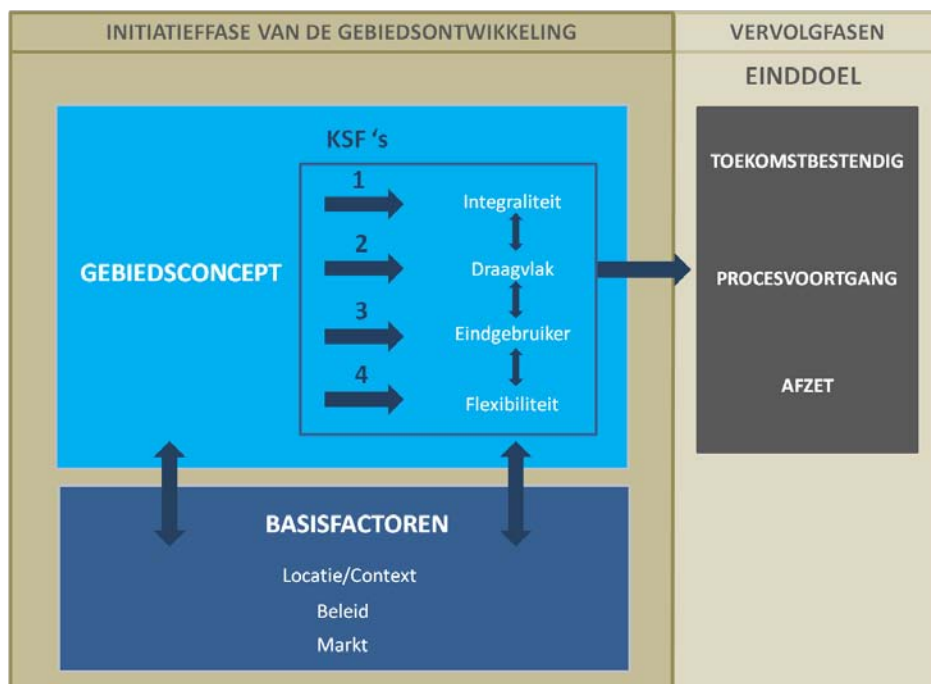 INITIATIEFFASE VAN DE GEBIEDSONTWIKKELING
VERVOLGFASEN
EINDDOEL
KSF 's
GEBIEDSCONCEPT
1
Integraliteit
2
Draagvlak
3
Eindgebruiker
4
Flexibiliteit
TOEKOMSTBESTENDIG
PROCESVOORTGANG
AFZET
BASISFACTOREN
Locatie/Context
Beleid
Markt